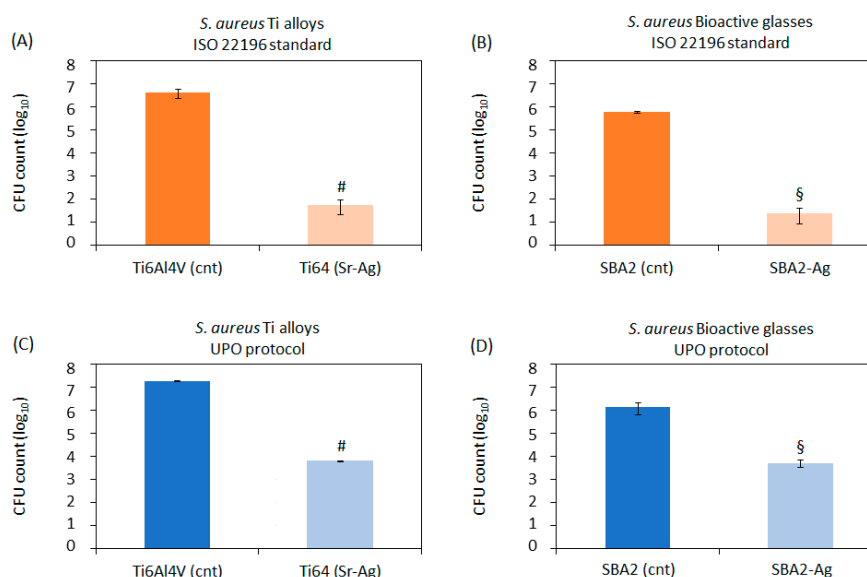 (A)
S. aureus Ti alloys
ISO 22196 standard
CFU count (log10)
8
7
6
5
4
3
2
1
0
#
Ti6Al4V (cnt)
Ti64 (Sr-Ag)
(B)
S. aureus Bioactive glasses
ISO 22196 standard
CFU count (log10)
8
7
6
5
4
3
2
1
0
§
SBA2 (cnt)
SBA2-Ag
(C)
S. aureus Ti alloys
UPO protocol
CFU count (log10)
8
7
6
5
4
3
2
1
0
#
Ti6Al4V (cnt)
Ti64 (Sr-Ag)
(D)
S. aureus Bioactive glasses
UPO protocol
CFU count (log10)
8
7
6
5
4
3
2
1
0
§
SBA2 (cnt)
SBA2-Ag